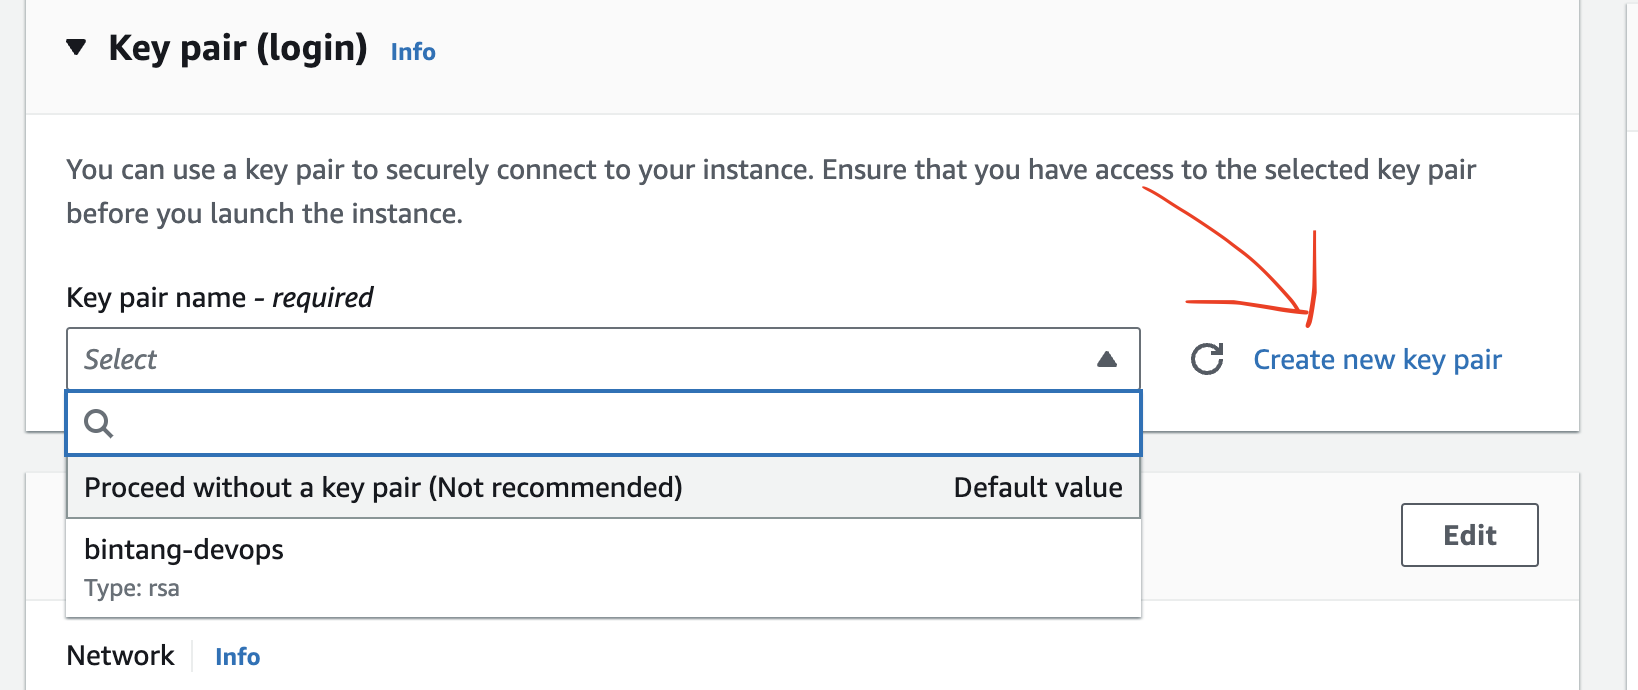 Key pair (login) Info
You can use a key pair to securely connect to your instance. Ensure that you have access to the selected key pair
before you launch the instance.
Key pair name - required
Select
Create new key pair
Proceed without a key pair (Not recommended) Default value
bintang-devops
Type: rsa
Edit
Network Info